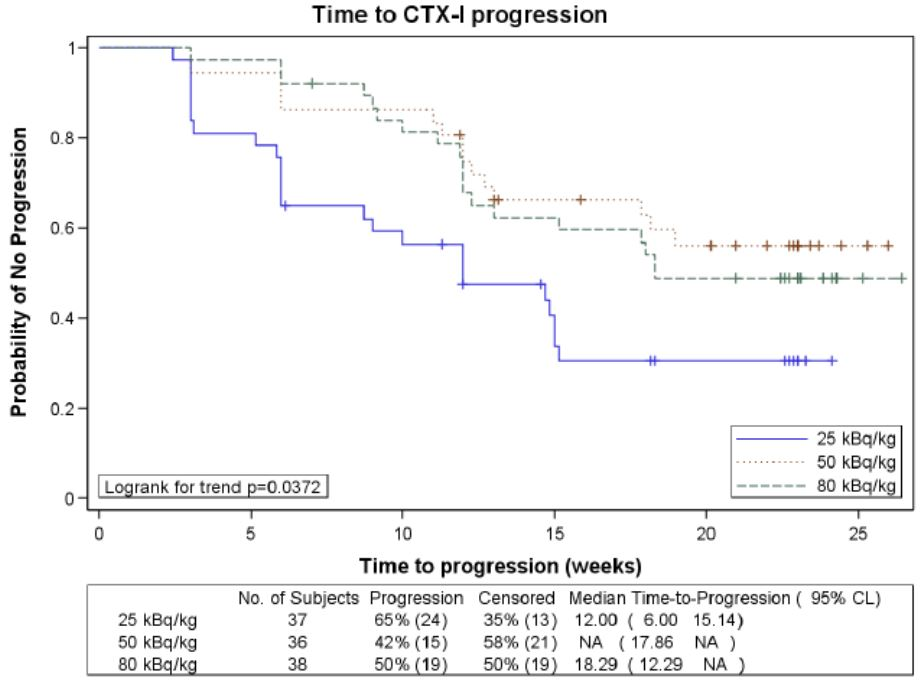 Time to CTX-I progression
Probability of No Progression
1
0.8
0.6
0.4
0.2
0
25 kBq/kg
50 kBq/kg
80 kBq/kg
Logrank for trend p=0.0372
0 5 10 15 20 25
Time to progression (weeks)
No. of Subjects Progression Censored Median Time-to-Progression ( 95% CL)
25 kBq/kg 37 65% (24) 35% (13) 12.00 ( 6.00 15.14)
50 kBq/kg 36 42% (15) 58% (21) NA ( 17.86 NA )
80 kBq/kg 38 50% (19) 50% (19) 18.29 ( 12.29 NA )